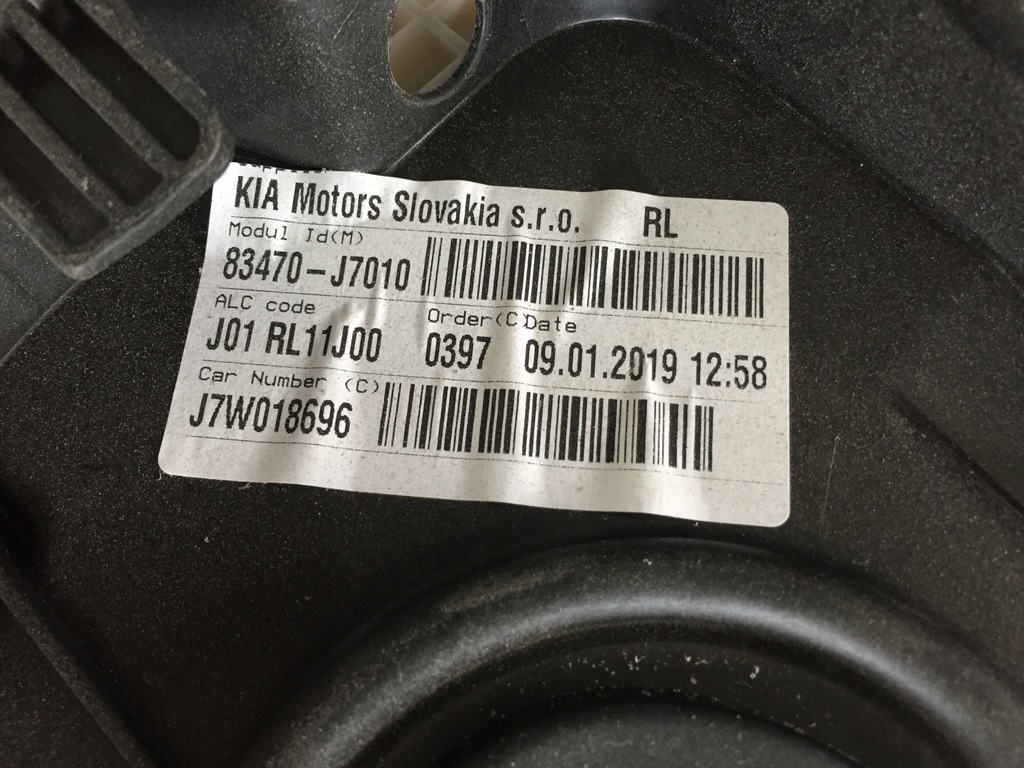 KIA Motors Slovakia s.r.o. RL
Modul Id(M)
83470-J7010
ALC code Order(C)Date
J01 RL11J00 0397 09.01.2019 12:58
Car Number (C)
J7W018696